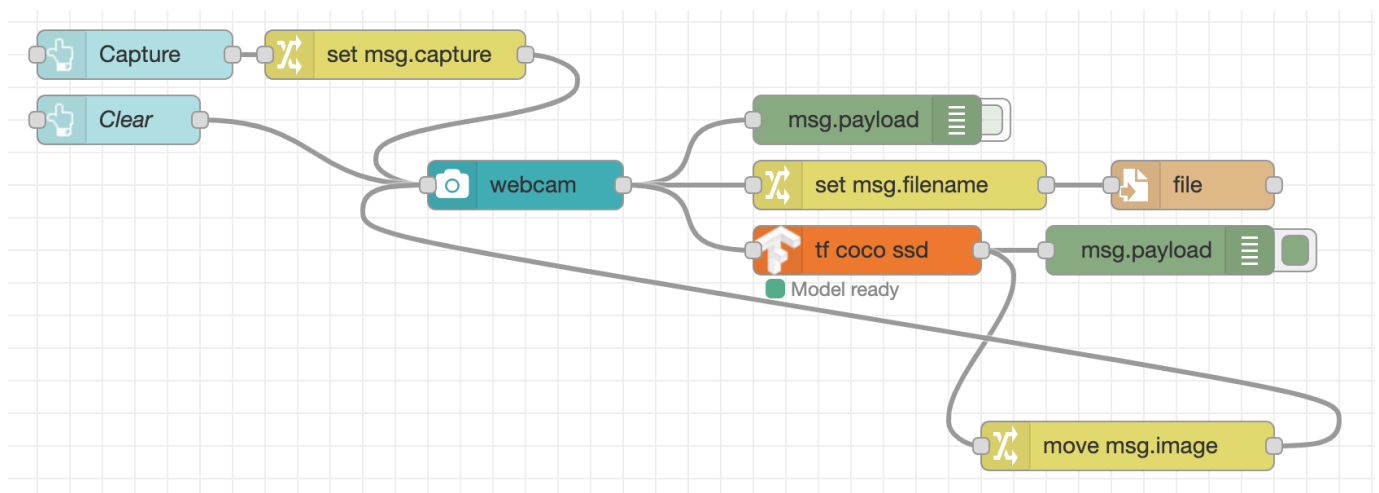 Capture
set msg.capture
Clear
msg.payload
webcam
set msg.filename
file
tf coco ssd
msg.payload
Model ready
move msg.image